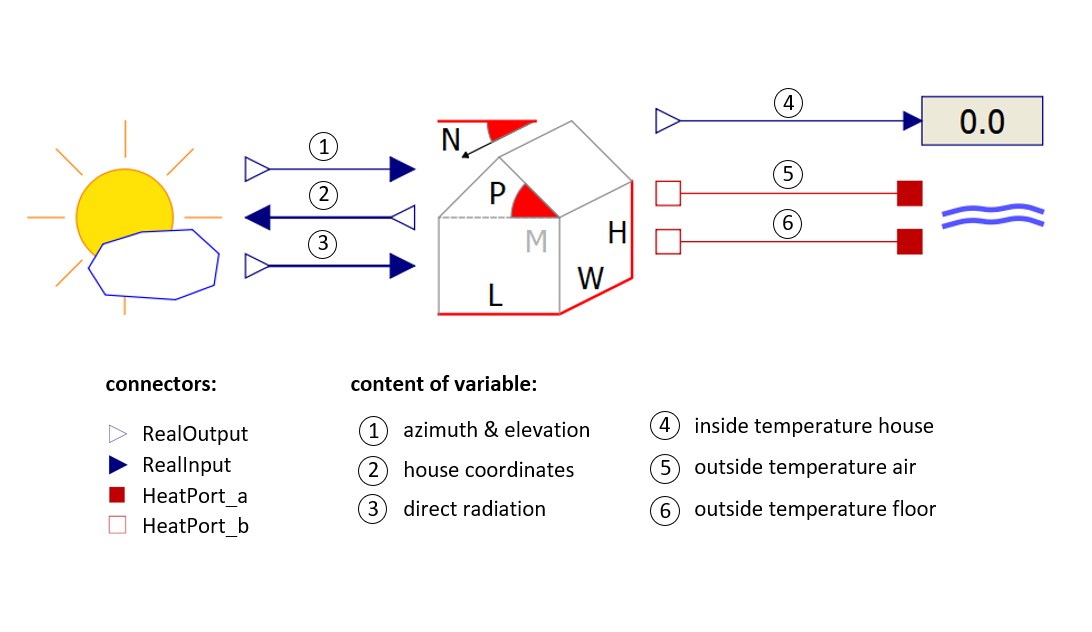 1
2
3
N
P
M
H
W
L
4
0.0
5
6
connectors:
RealOutput
RealInput
HeatPort_a
HeatPort_b
content of variable:
1 azimuth & elevation
2 house coordinates
3 direct radiation
4 inside temperature house
5 outside temperature air
6 outside temperature floor